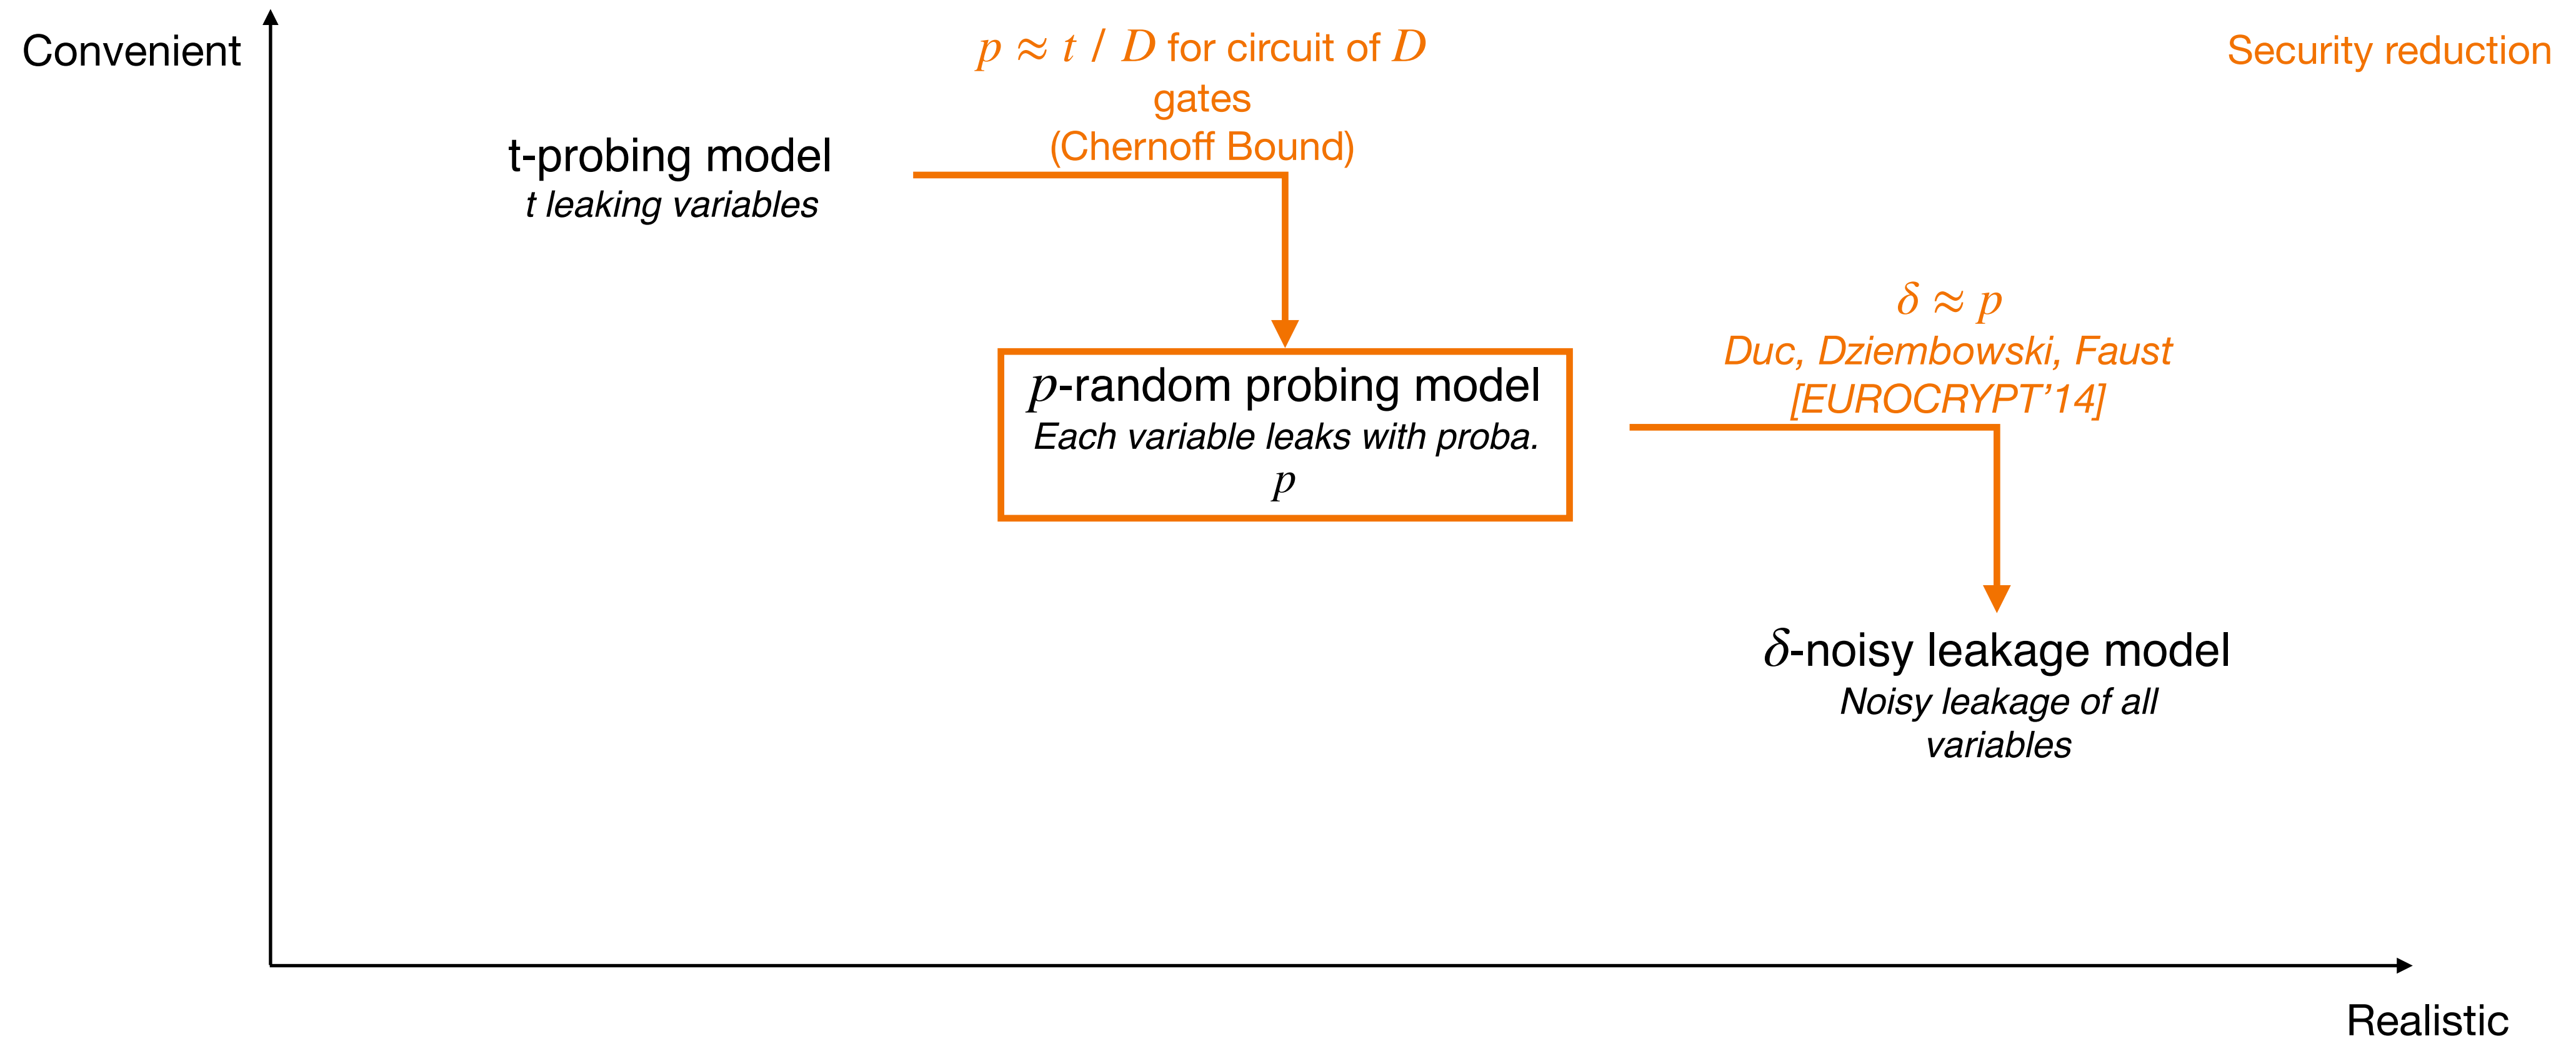 Convenient
p ≈ t / D for circuit of D
gates
(Chernoff Bound)
Security reduction
t-probing model
t leaking variables
p-random probing model
Each variable leaks with proba.
p
δ ≈ p
Duc, Dziembowski, Faust
[EUROCRYPT’14]
δ-noisy leakage model
Noisy leakage of all
variables
Realistic